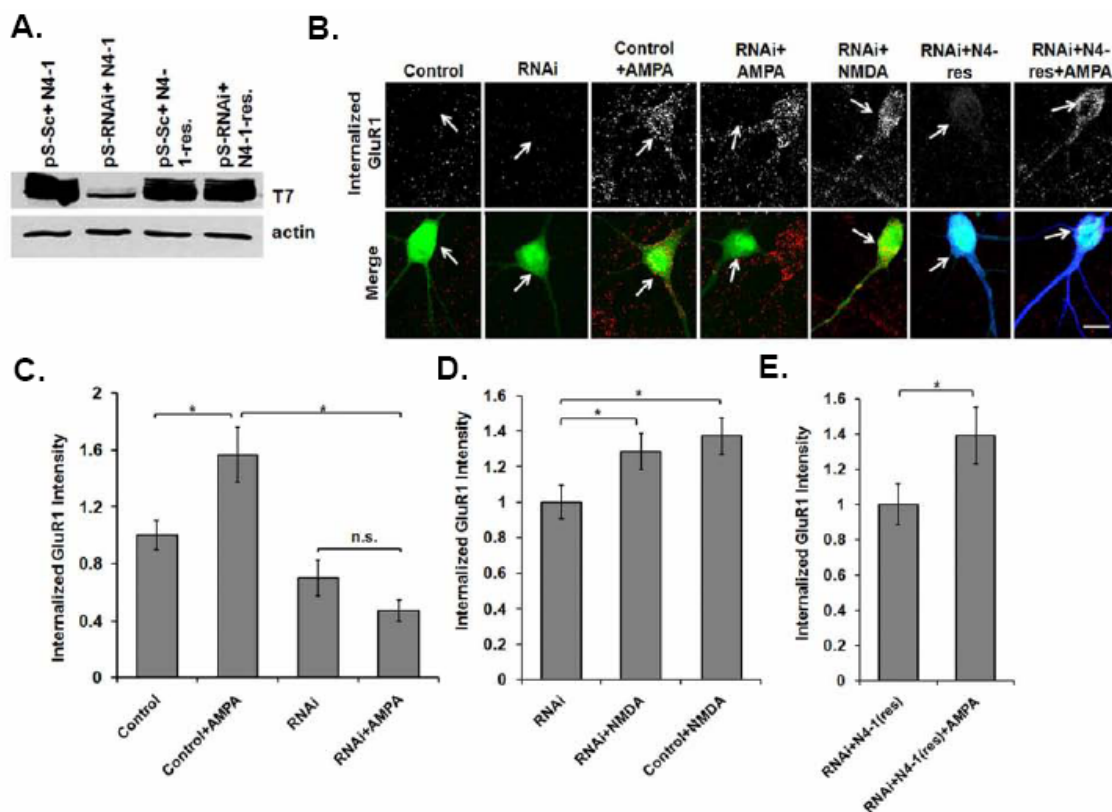 A.
pS-Sc+ N4-1
pS-RNAi+ N4-1
pS-Sc+ N4-
1-res.
pS-RNAi+
N4-1-res.
T7
actin
B.
Control
RNAi
Control
+AMPA
RNAi+
AMPA
RNAi+
NMDA
RNAi+N4-
res
RNAi+N4-
res+AMPA
Internalized
GluR1
Merge
C.
Internalized GluR1 Intensity
2
1.6
1.2
0.8
0.4
0
*
*
n.s.
Control
Control+AMPA
RNAi
RNAi+AMPA
D.
Internalized GluR1 Intensity
1.6
1.4
1.2
1
0.8
0.6
0.4
0.2
0
*
*
RNAi
RNAi+NMDA
Control+NMDA
E.
Internalized GluR1 Intensity
1.6
1.4
1.2
1
0.8
0.6
0.4
0.2
0
*
RNAi+N4-1(res)
RNAi+N4-1(res)+AMPA